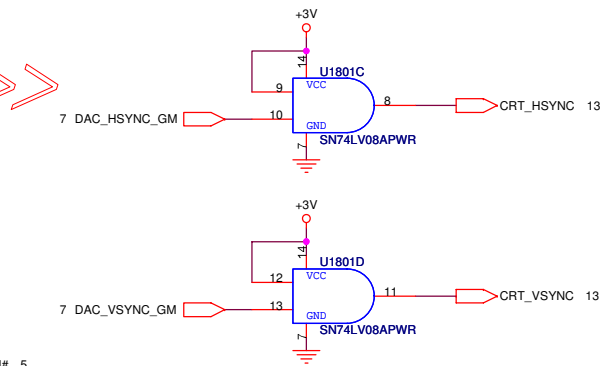 +3V
14
U1801C
VCC
9
8
CRT_HSYNC 13
7 DAC_HSYNC_GM
10
GND
7
SN74LV08APWR
+3V
14
U1801D
VCC
12
11
CRT_VSYNC 13
7 DAC_VSYNC_GM
13
GND
7
SN74LV08APWR
# 5